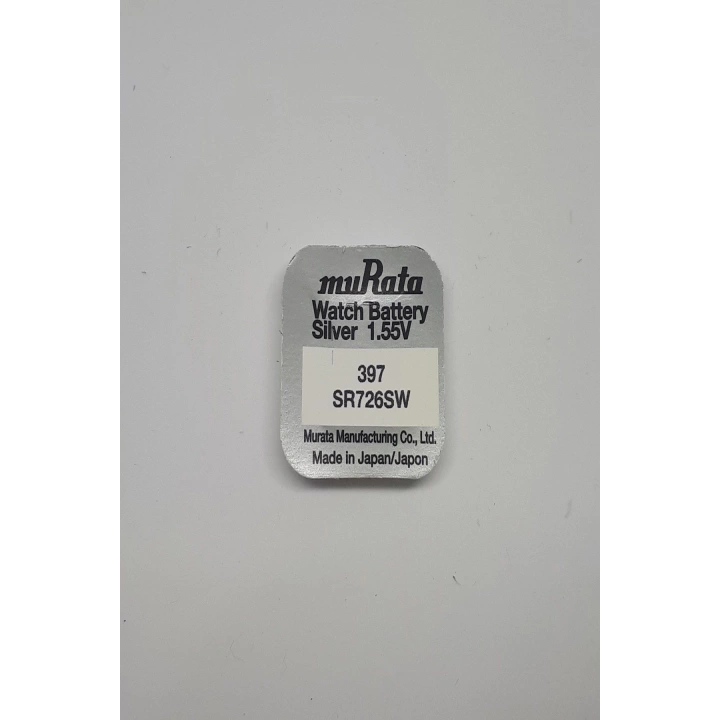 muRata
Watch Battery
Silver 1.55V
397
SR726SW
Murata Manufacturing Co., Ltd.
Made in Japan/Japon